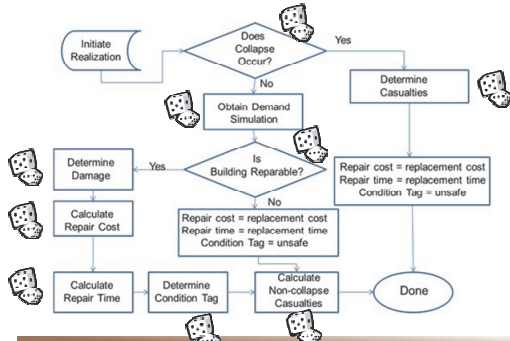 Initiate
Realization
Does
Collapse
Occur?
Yes
No
Determine
Casualties
Obtain Demand
Simulation
Is
Building Reparable?
Yes
No
Determine
Damage
Repair cost = replacement cost
Repair time = replacement time
Condition Tag = unsafe
Calculate
Repair Cost
Repair cost = replacement cost
Repair time = replacement time
Condition Tag = unsafe
Calculate
Repair Time
Determine
Condition Tag
Calculate
Non-collapse
Casualties
Done